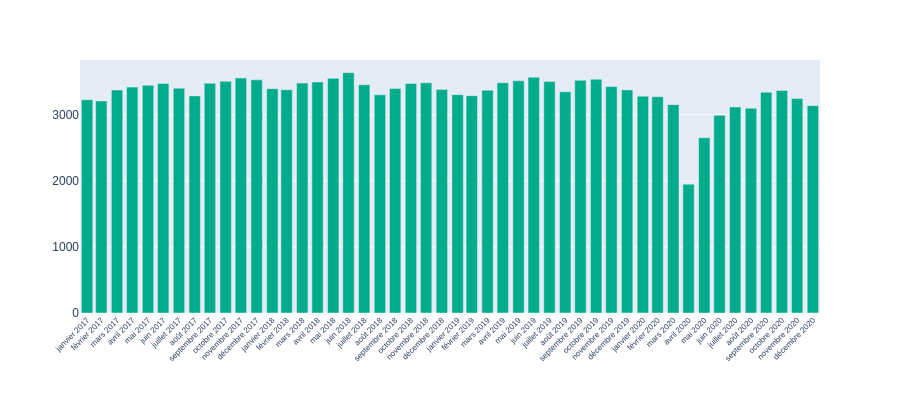 3000
2000
1000
0
janvier 2017
février 2017
mars 2017
avril 2017
mai 2017
juin 2017
juillet 2017
août 2017
septembre 2017
octobre 2017
novembre 2017
décembre 2017
janvier 2018
février 2018
mars 2018
avril 2018
mai 2018
juin 2018
juillet 2018
août 2018
septembre 2018
octobre 2018
novembre 2018
décembre 2018
janvier 2019
février 2019
mars 2019
avril 2019
mai 2019
juin 2019
juillet 2019
août 2019
septembre 2019
octobre 2019
novembre 2019
décembre 2019
janvier 2020
février 2020
mars 2020
avril 2020
mai 2020
juin 2020
juillet 2020
août 2020
septembre 2020
octobre 2020
novembre 2020
décembre 2020